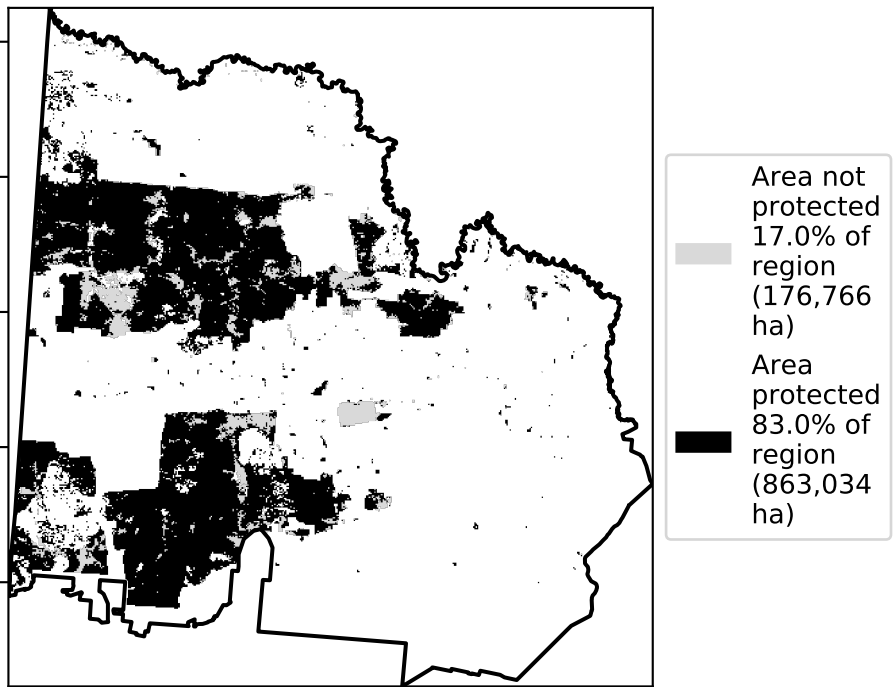 Area not
protected
17.0% of
region
(176,766
ha)
Area
protected
83.0% of
region
(863,034
ha)